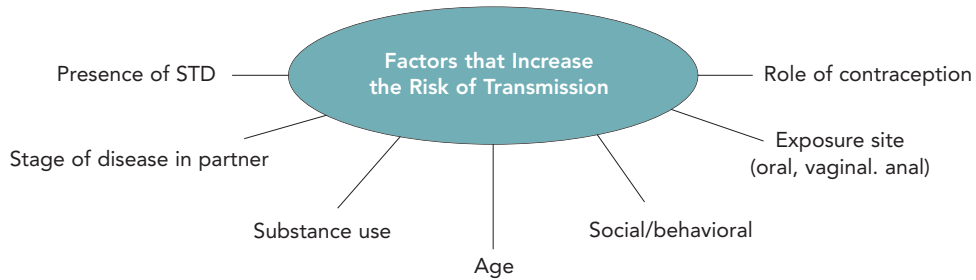 Factors that Increase
the Risk of Transmission
Presence of STD
Role of contraception
Stage of disease in partner
Exposure site
(oral, vaginal. anal)
Substance use
Social/behavioral
Age